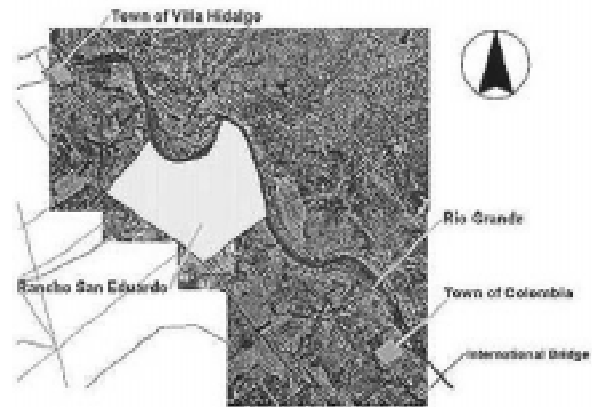 Town of Villa Hidalgo
Rio Grande
Rancho San Eduardo
Town of Colombia
International Bridge